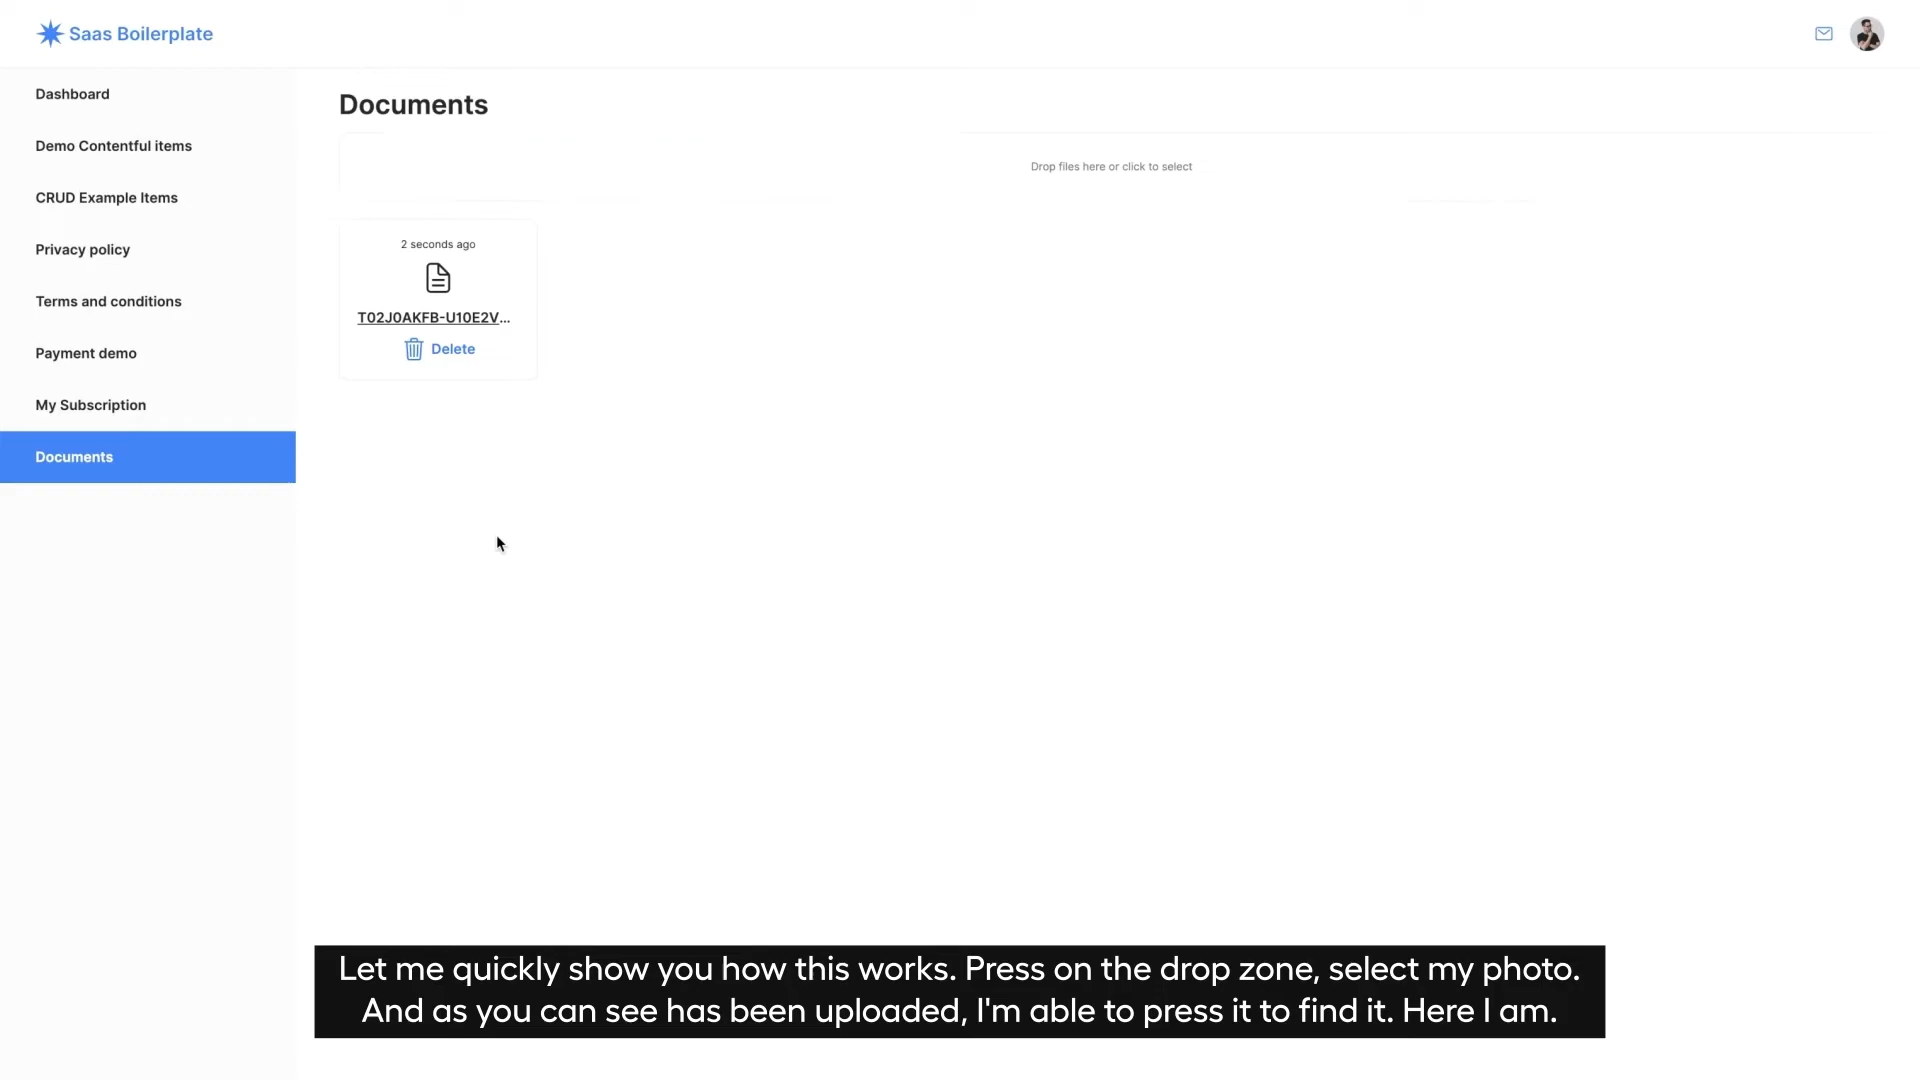 Saas Boilerplate
Dashboard
Demo Contentful items
CRUD Example Items
Privacy policy
Terms and conditions
Payment demo
My Subscription
Documents
Documents
Drop files here or click to select
2 seconds ago
T02J0AKFB-U10E2V...
Delete
Let me quickly show you how this works. Press on the drop zone, select my photo.
And as you can see has been uploaded, I'm able to press it to find it. Here I am.